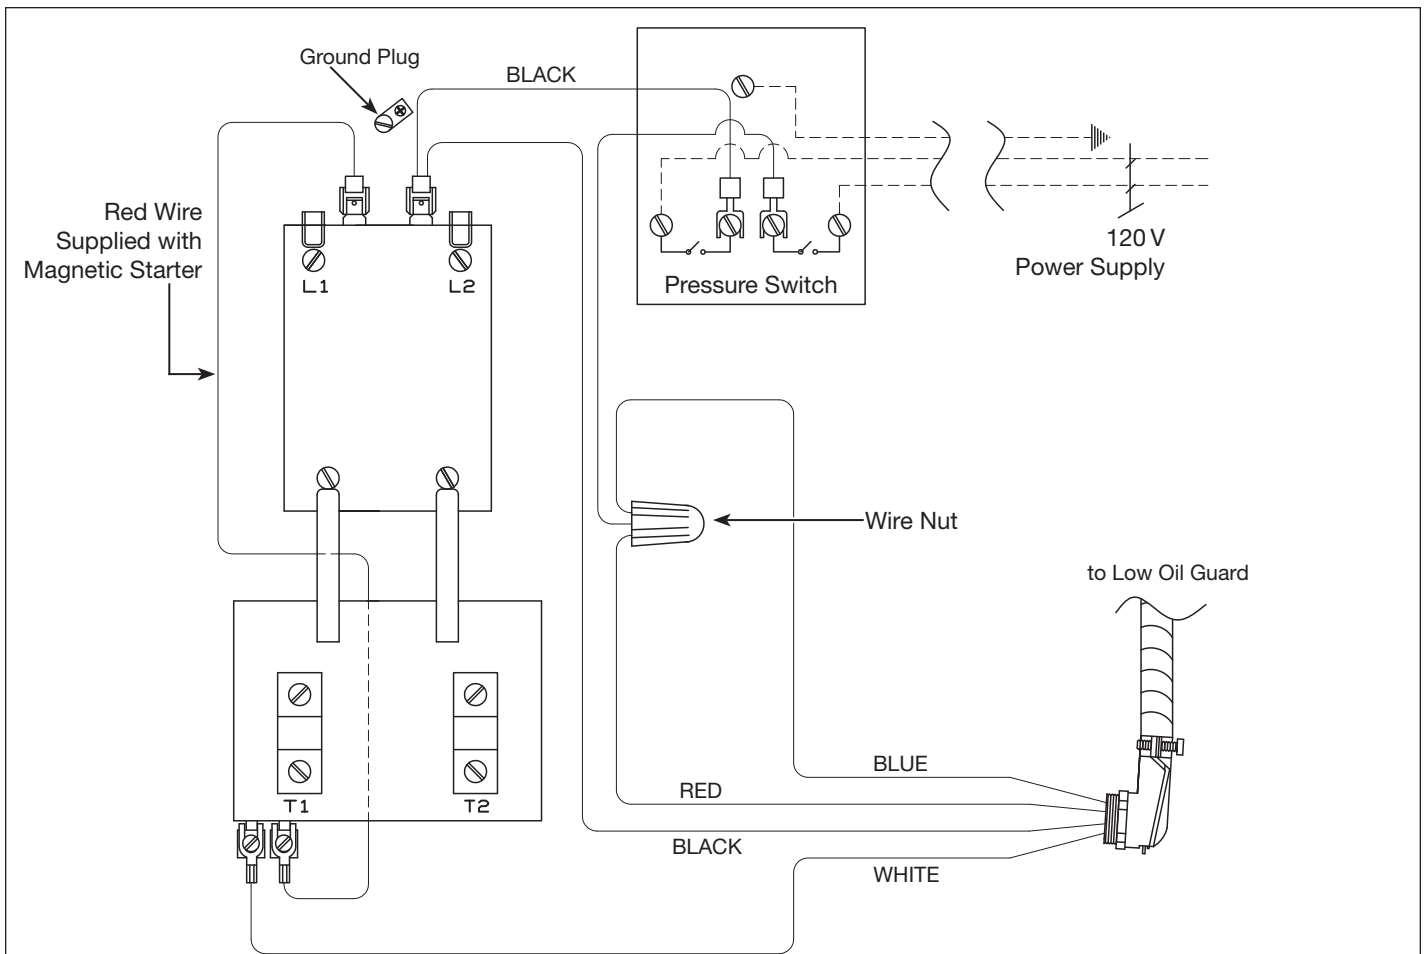 Ground Plug
BLACK
Red Wire
Supplied with
Magnetic Starter
L1
L2
Pressure Switch
120 V
Power Supply
Wire Nut
to Low Oil Guard
T1
T2
BLUE
RED
BLACK
WHITE